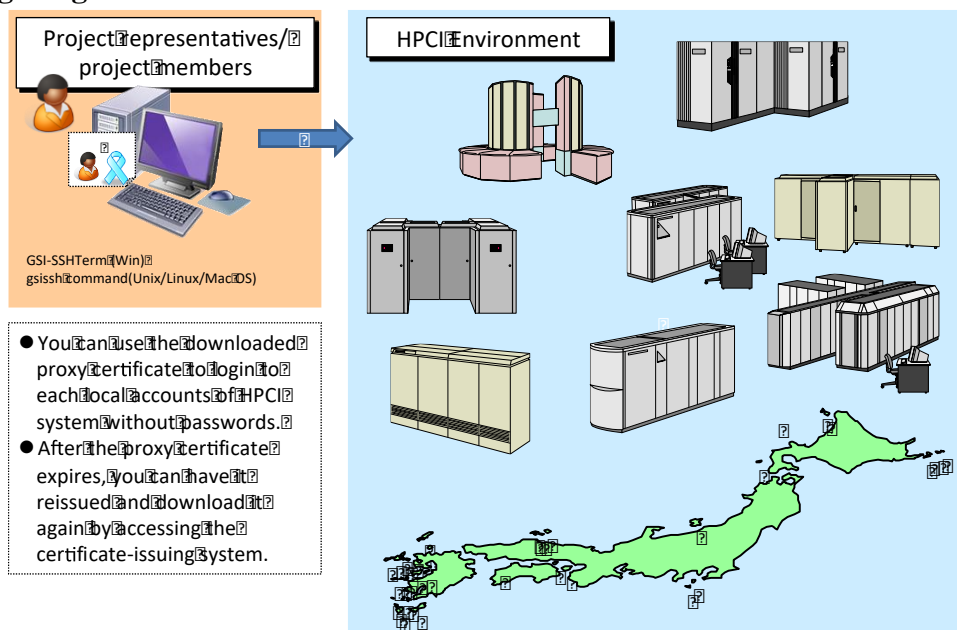 Project representatives/
project members
HPCI Environment
GSI-SSHTerm (Win)
gsissh command(Unix/Linux/Mac OS)
● You can use the downloaded
proxy certificate to login to
each local accounts of HPCI
system without passwords.
● After the proxy certificate
expires, you can have it
reissued and download it
again by accessing the
certificate-issuing system.